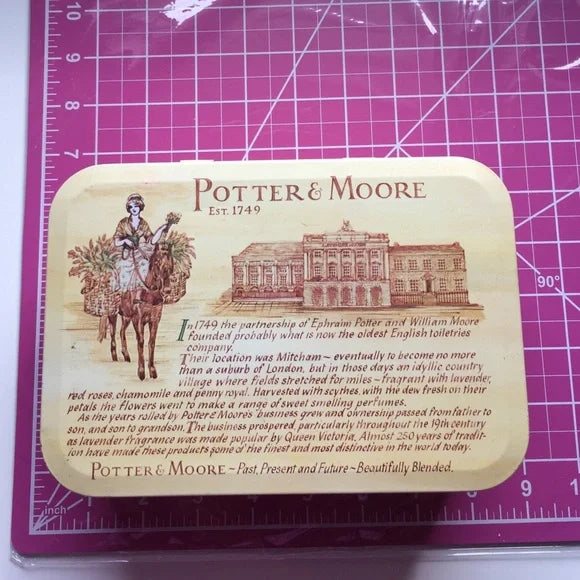 POTTER & MOORE
EST. 1749
In 1749 the partnership of Ephraim Potter and William Moore
founded probably what is now the oldest English toiletries
company.
Their location was Mitcham ~ eventually to become no more
than a suburb of London, but in those days an idyllic country
village where fields stretched for miles ~ fragrant with lavender,
red roses, chamomile and penny royal. Harvested with scythes, with the dew fresh on their
petals the flowers went to make a range of sweet smelling perfumes.
As the years rolled by Potter & Moore's business grew and ownership passed from father to
son, and son to grandson. The business prospered, particularly throughout the 19th century
as lavender fragrance was made popular by Queen Victoria. Almost 250 years of tradit-
ion have made these products some of the finest and most distinctive in the world today.
POTTER & MOORE ~ Past, Present and Future ~ Beautifully Blended.
10
9
8
7
90°
inch
1
9
10